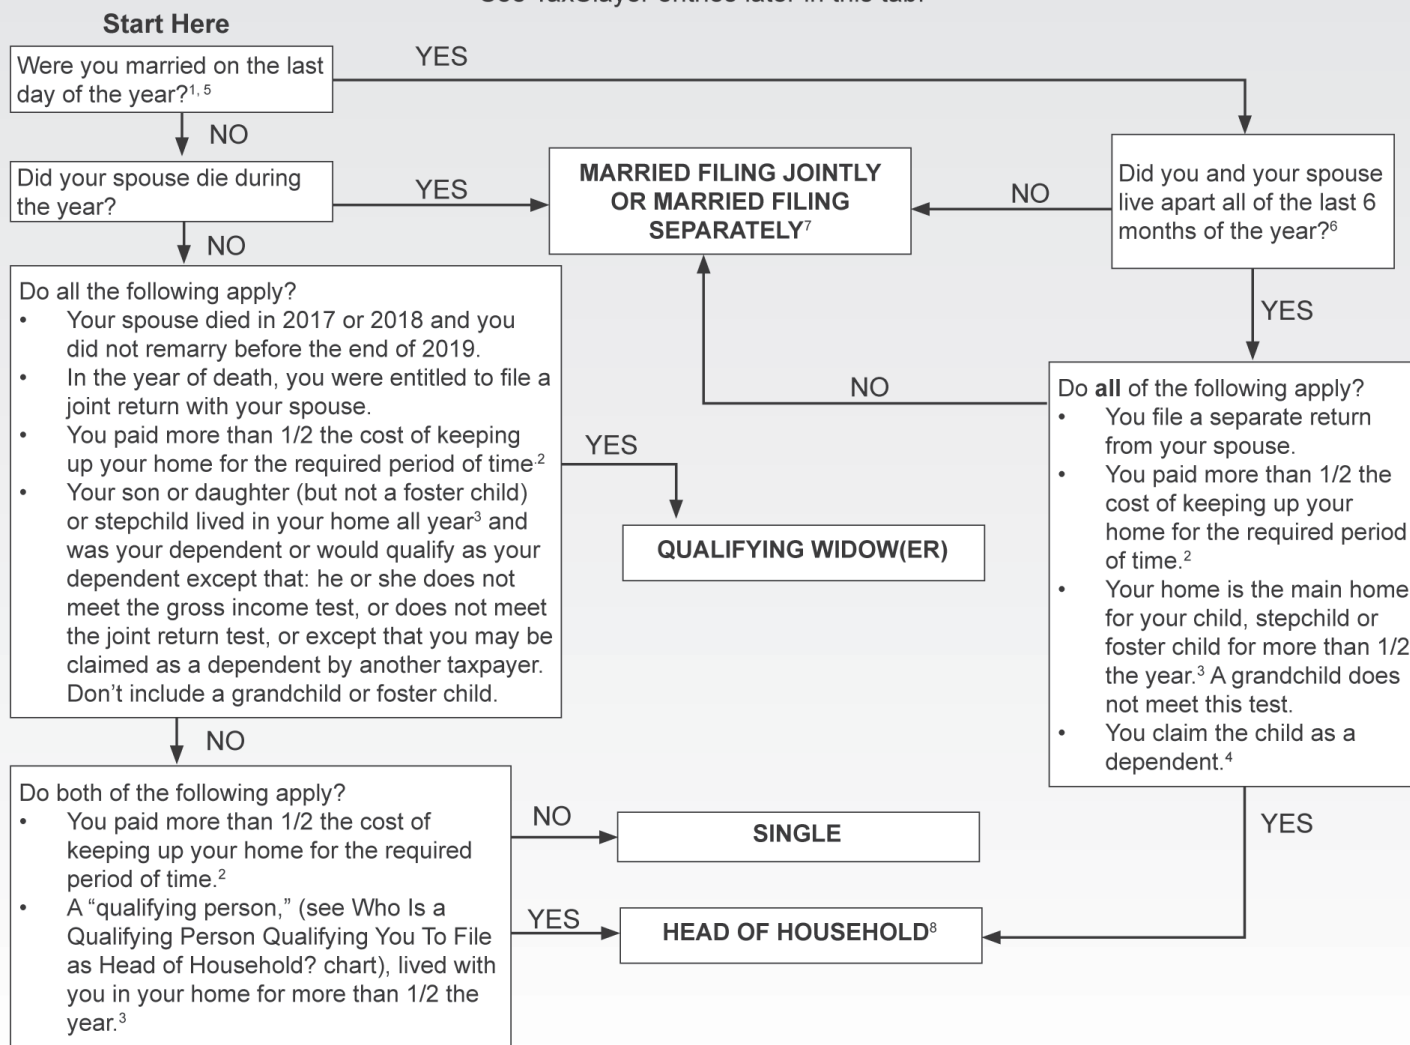 See TaxSlayer entries later in this tab.
Start Here
Were you married on the last
day of the year?1, 5
YES
NO
Did your spouse die during
the year?
YES
MARRIED FILING JOINTLY
OR MARRIED FILING
SEPARATELY7
NO
Did you and your spouse
live apart all of the last 6
months of the year?6
NO
YES
Do all the following apply?
• Your spouse died in 2017 or 2018 and you
did not remarry before the end of 2019.
• In the year of death, you were entitled to file a
joint return with your spouse.
• You paid more than 1/2 the cost of keeping
up your home for the required period of time.2
• Your son or daughter (but not a foster child)
or stepchild lived in your home all year3 and
was your dependent or would qualify as your
dependent except that: he or she does not
meet the gross income test, or does not meet
the joint return test, or except that you may be
claimed as a dependent by another taxpayer.
Don’t include a grandchild or foster child.
YES
QUALIFYING WIDOW(ER)
NO
Do all of the following apply?
• You file a separate return
from your spouse.
• You paid more than 1/2 the
cost of keeping up your
home for the required period
of time.2
• Your home is the main home
for your child, stepchild or
foster child for more than 1/2
the year.3 A grandchild does
not meet this test.
• You claim the child as a
dependent.4
NO
Do both of the following apply?
• You paid more than 1/2 the cost of
keeping up your home for the required
period of time.2
• A “qualifying person,” (see Who Is a
Qualifying Person Qualifying You To File
as Head of Household? chart), lived with
you in your home for more than 1/2 the
year.3
NO
SINGLE
YES
HEAD OF HOUSEHOLD8
YES